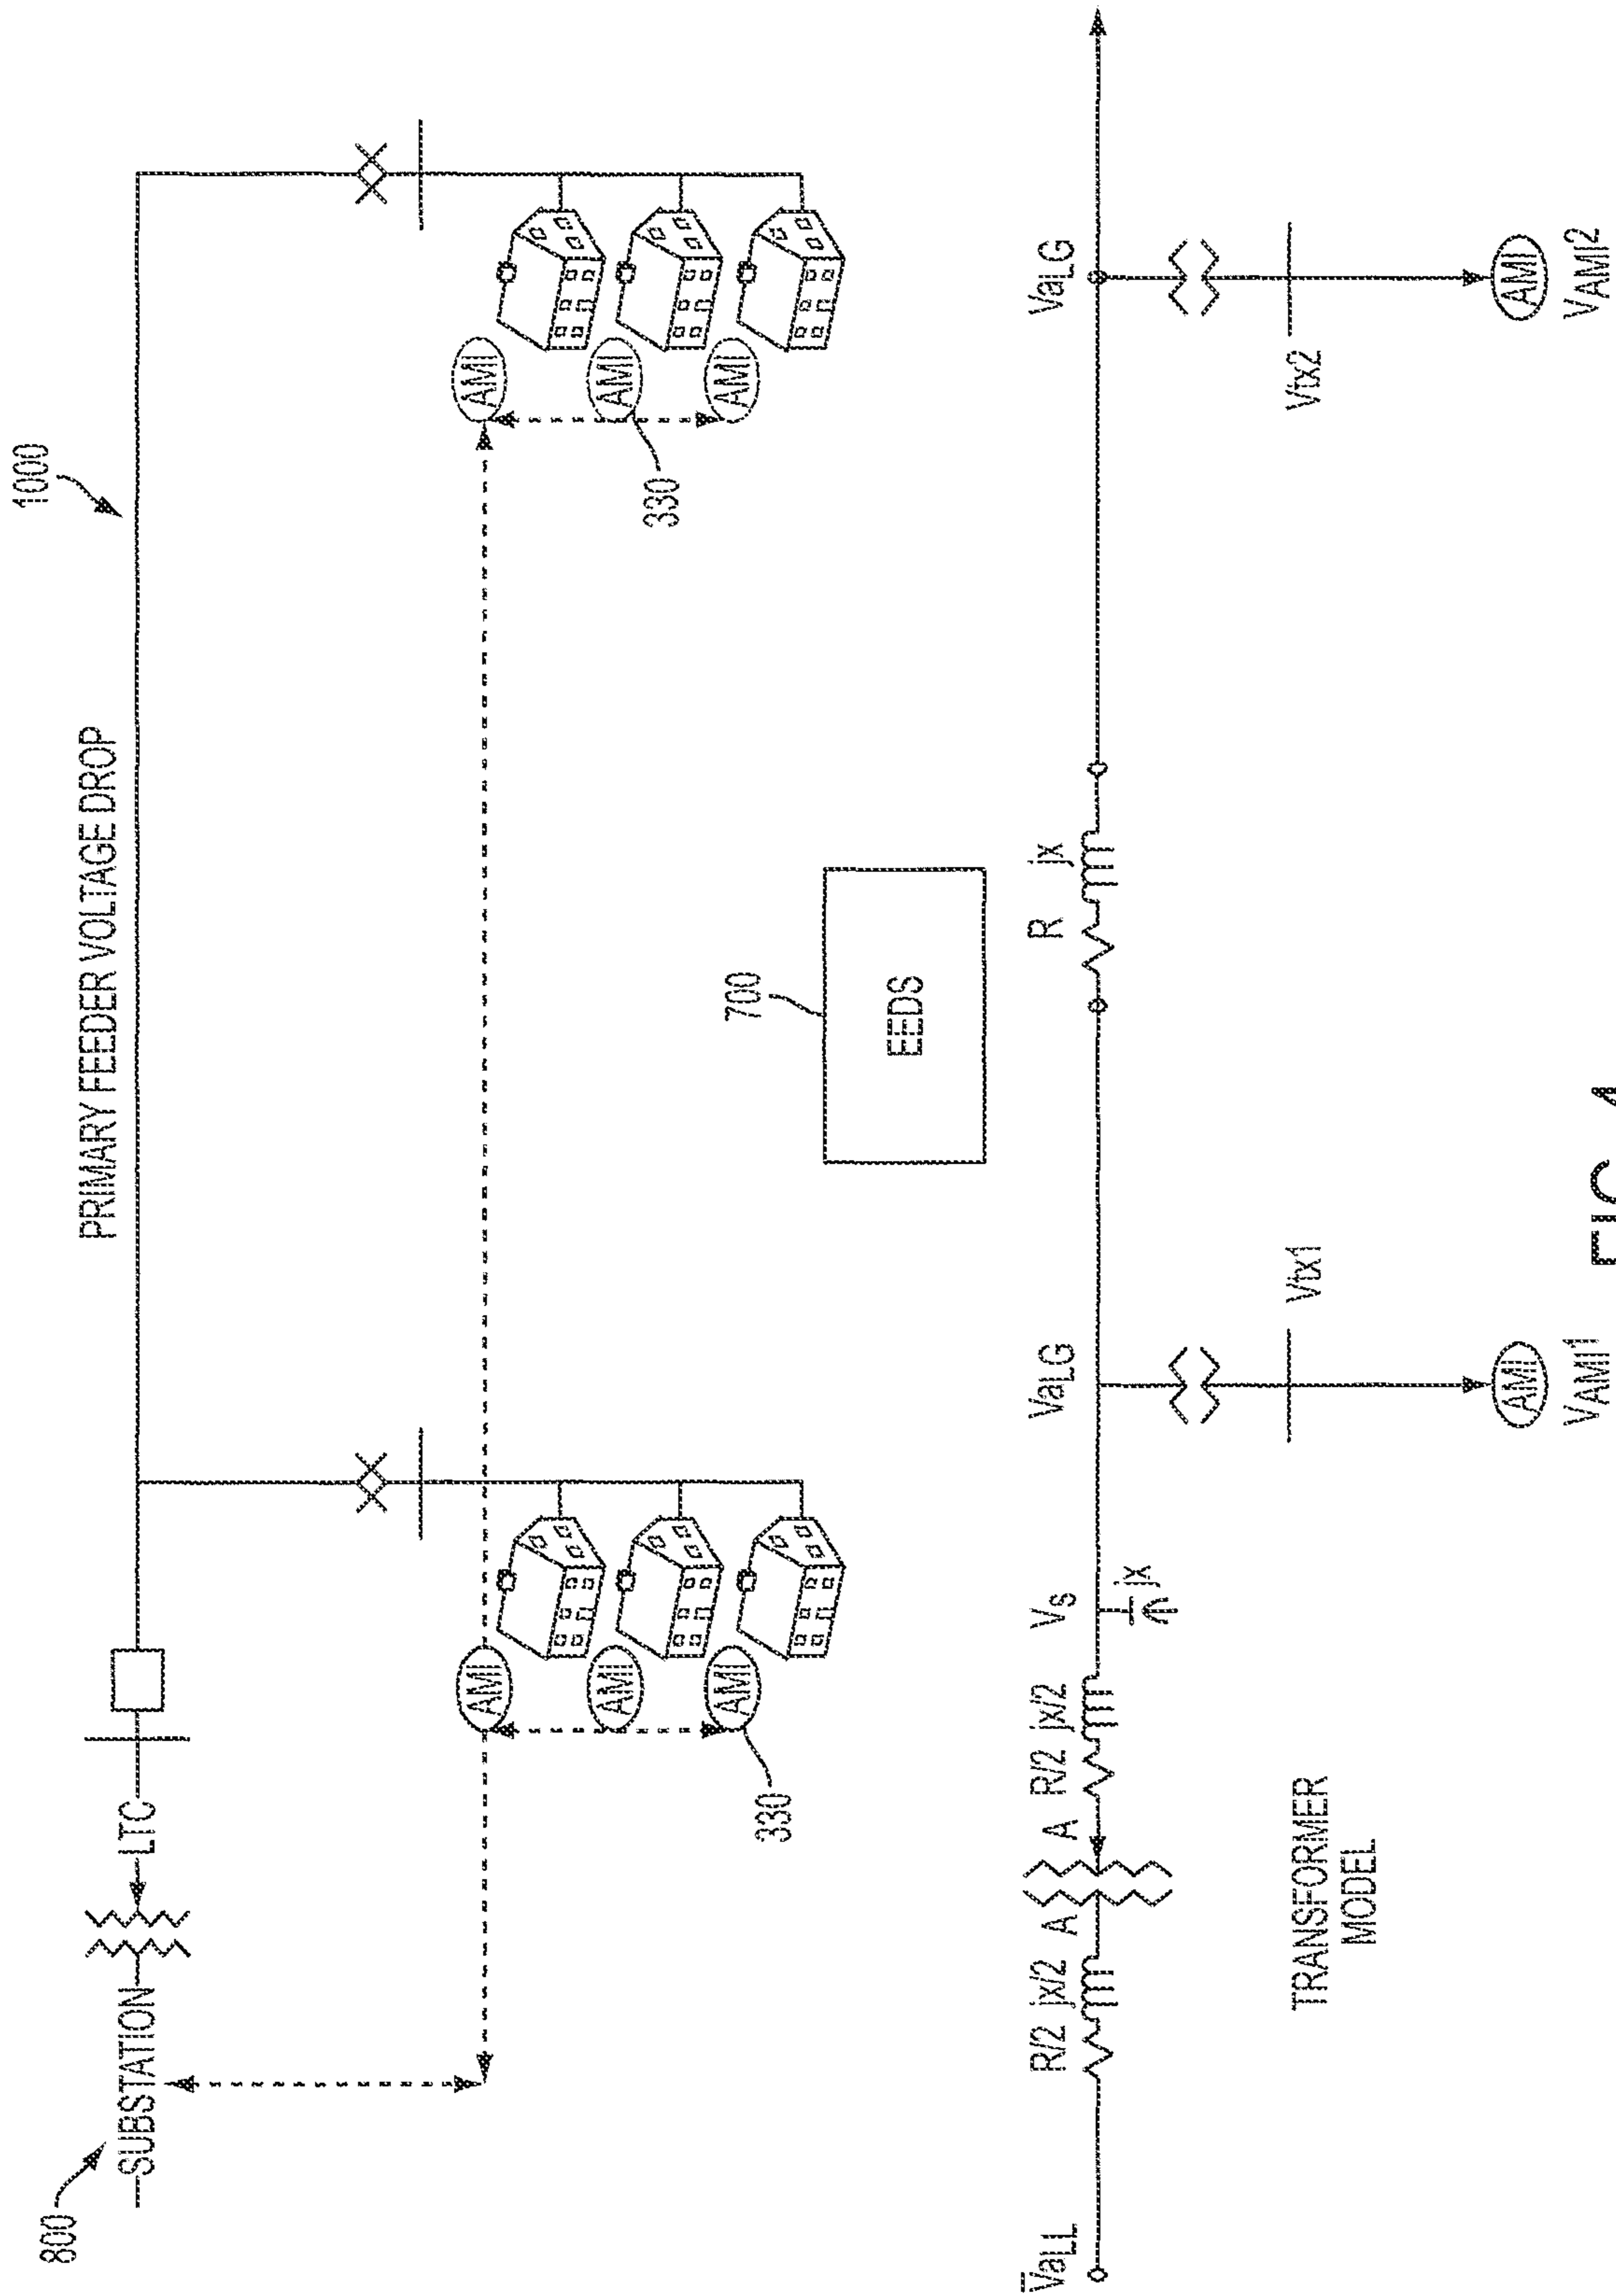 1000
PRIMARY FEEDER VOLTAGE DROP
800
SUBSTATION
LTC
AMI
AMI
AMI
330
AMI
AMI
AMI
330
700
EEDS
V̅aLL
R/2 jx/2 A
A R/2 jx/2
VS
jx
VaLG
R jx
VaLG
Vtx1
Vtx2
TRANSFORMER
MODEL
AMI
VAMI1
AMI
VAMI2